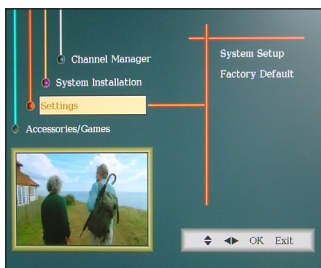 Channel Manager
System Installation
Settings
Accessories/Games
System Setup
Factory Default
OK Exit